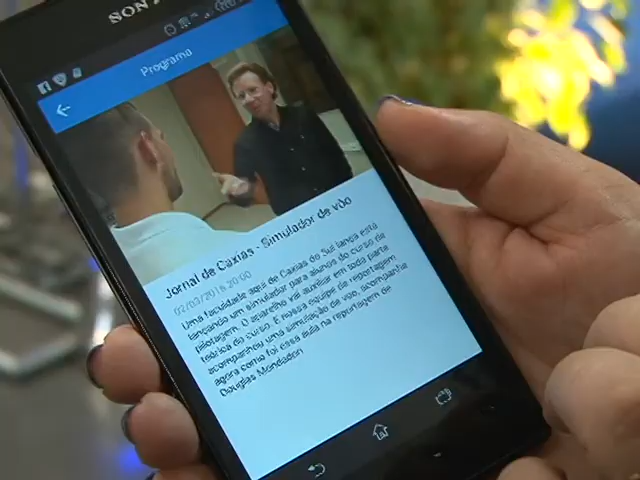 SONY
Programa
Jornal de Caxias - Simulador de vôo
02/03/2016 20:00
Uma faculdade aqui de Caxias do Sul lança está
lançando um simulador para alunos do curso de
pilotagem. O aparelho vai auxiliar em toda parte
teórica do curso. E nossa equipe de reportagem
acompanhou uma simulação de vôo, acompanhe
agora como foi essa aula na reportagem de
Douglas Mondadori